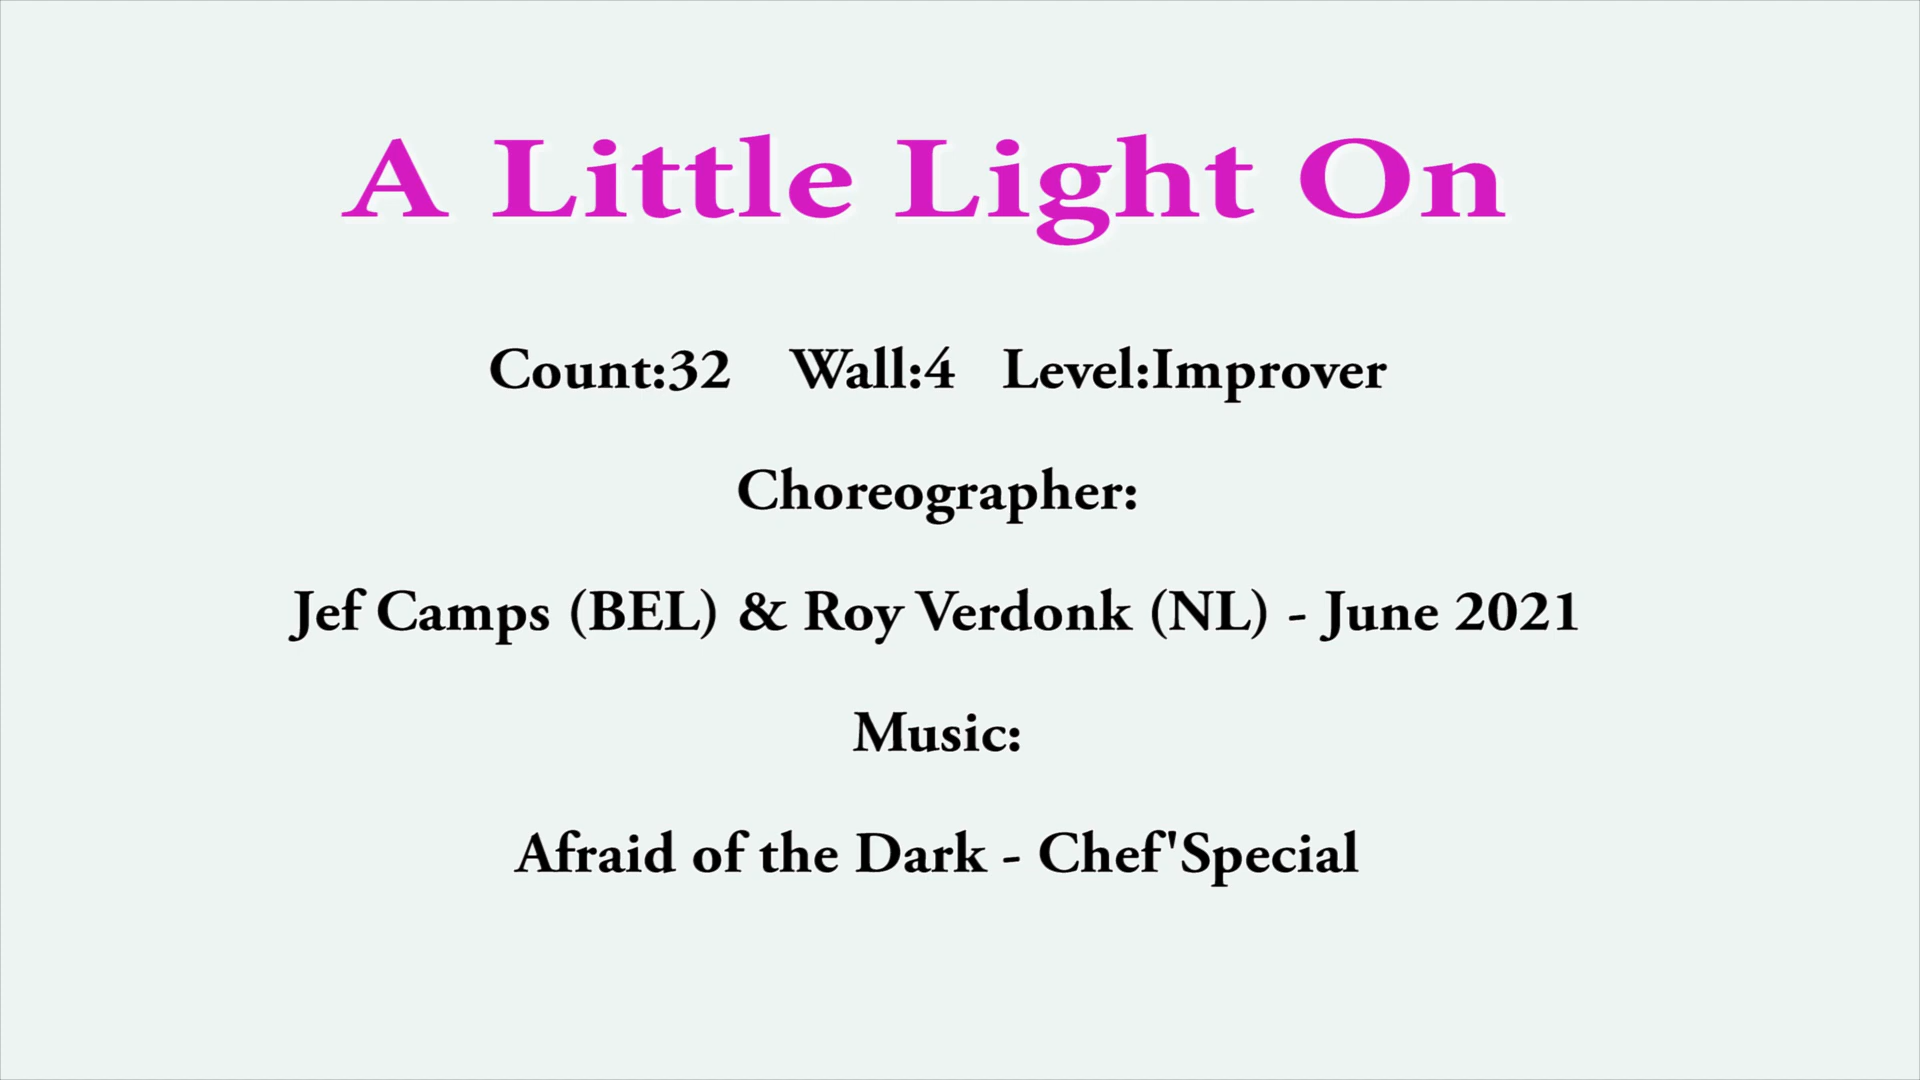 A Little Light On
Count:32 Wall:4 Level:Improver
Choreographer:
Jef Camps (BEL) & Roy Verdonk (NL) - June 2021
Music:
Afraid of the Dark - Chef'Special